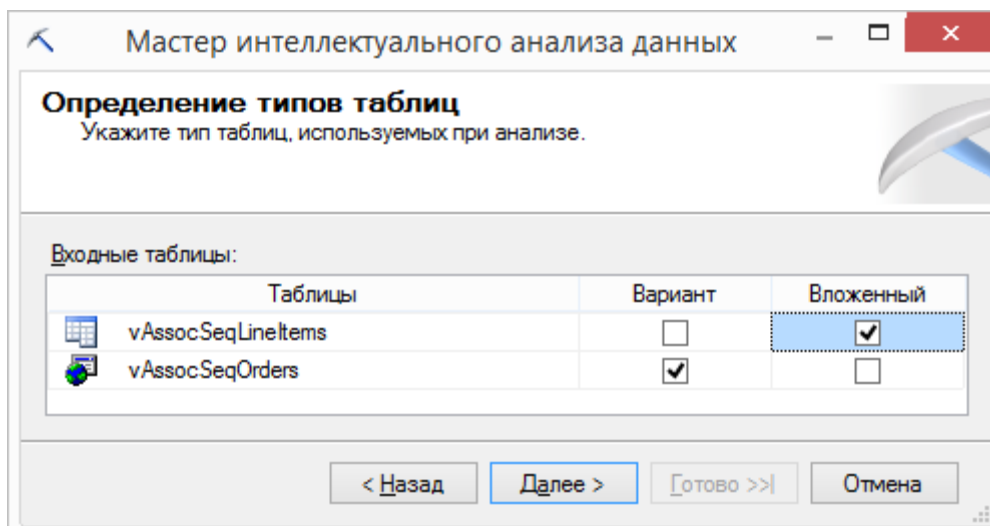 Мастер интеллектуального анализа данных
Определение типов таблиц
Укажите тип таблиц, используемых при анализе.
Входные таблицы:
Таблицы Вариант Вложенный
vAssocSeqLineItems
vAssocSeqOrders
< Назад Далее > Готово >>| Отмена